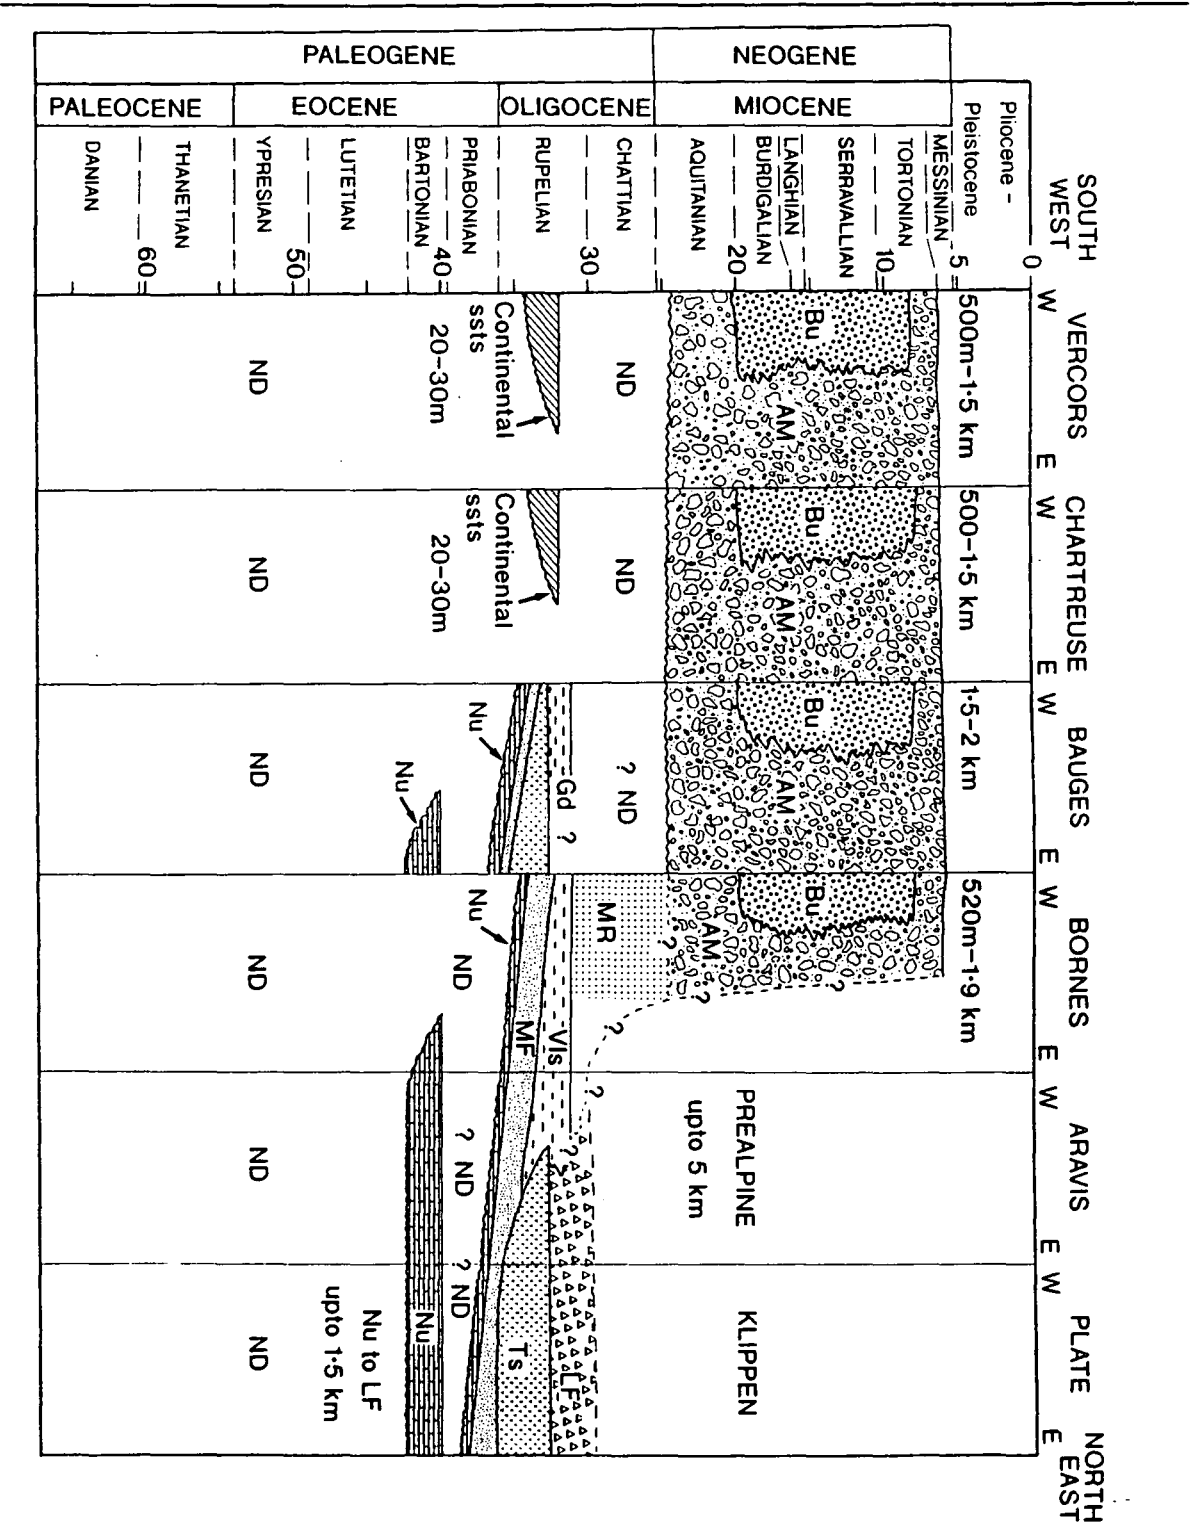 PALEOGENE
NEOGENE
PALEOCENE
EOCENE
OLIGOCENE
MIOCENE
Pliocene -
Pleistocene
DANIAN
THANETIAN
YPRESIAN
LUTETIAN
BARTONIAN
PRIABONIAN
RUPELIAN
CHATTIAN
AQUITANIAN
BURDIGALIAN
LANGHIAN
SERRAVALLIAN
TORTONIAN
MESSINIAN
60
50
40
30
20
10
5
0
SOUTH
WEST
W VERCORS E
500m-1·5 km
Bu
AM
ND
Continental
ssts
20-30m
ND
W CHARTREUSE E
500-1·5 km
Bu
AM
ND
Continental
ssts
20-30m
ND
W BAUGES E
1·5-2 km
Bu
AM
? ND
Gd ?
Nu
Nu
ND
W BORNES E
520m-1·9 km
Bu
AM
?
?
?
MR
?
Vls
MF
Nu
ND
ND
W ARAVIS E
PREALPINE
upto 5 km
?
?
? ND
ND
W PLATE E
KLIPPEN
LF
Ts
? ND
Nu
Nu to LF
upto 1·5 km
ND
NORTH
EAST